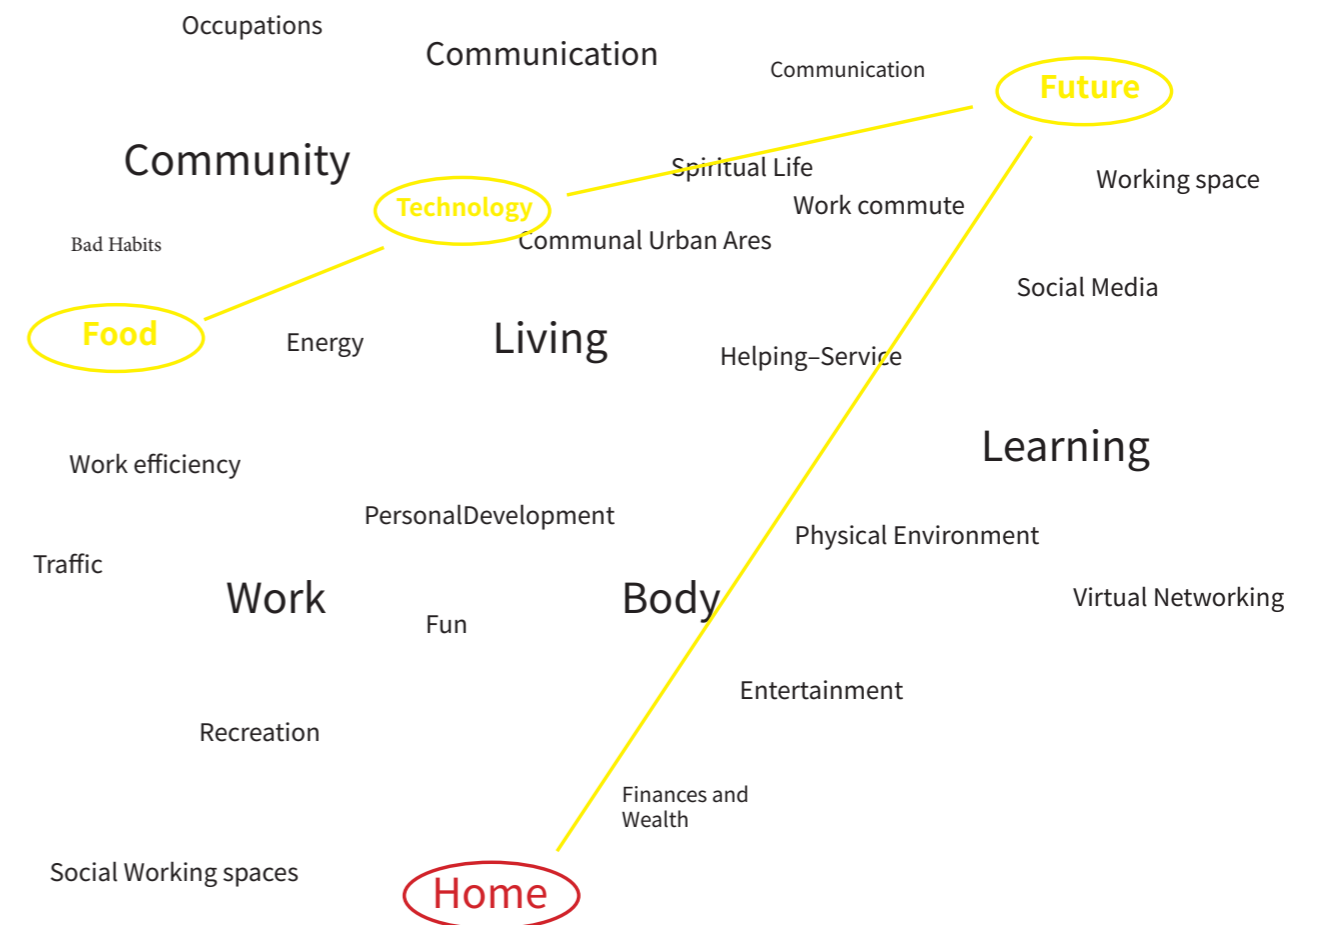 Occupations
Communication
Communication
Future
Community
Spiritual Life
Working space
Technology
Work commute
Bad Habits
Communal Urban Ares
Social Media
Food
Energy
Living
Helping–Service
Learning
Work efficiency
PersonalDevelopment
Physical Environment
Traffic
Work
Body
Virtual Networking
Fun
Entertainment
Recreation
Finances and
Wealth
Social Working spaces
Home